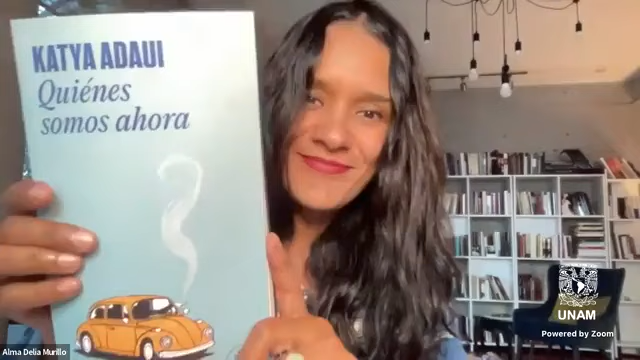 KATYA ADAUI
Quiénes
somos ahora
UNAM
Powered by Zoom
Alma Delia Murillo